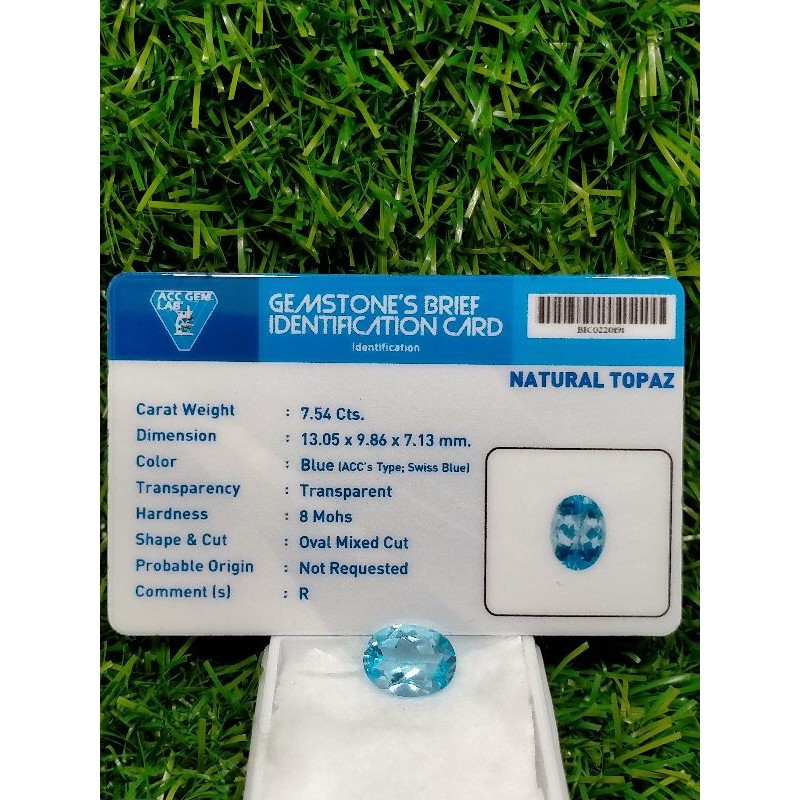 ACC GEM
LAB
GEMSTONE'S BRIEF
IDENTIFICATION CARD
Identification
BIC0220191
NATURAL TOPAZ
Carat Weight : 7.54 Cts.
Dimension : 13.05 x 9.86 x 7.13 mm.
Color : Blue (ACC's Type; Swiss Blue)
Transparency : Transparent
Hardness : 8 Mohs
Shape & Cut : Oval Mixed Cut
Probable Origin : Not Requested
Comment (s) : R